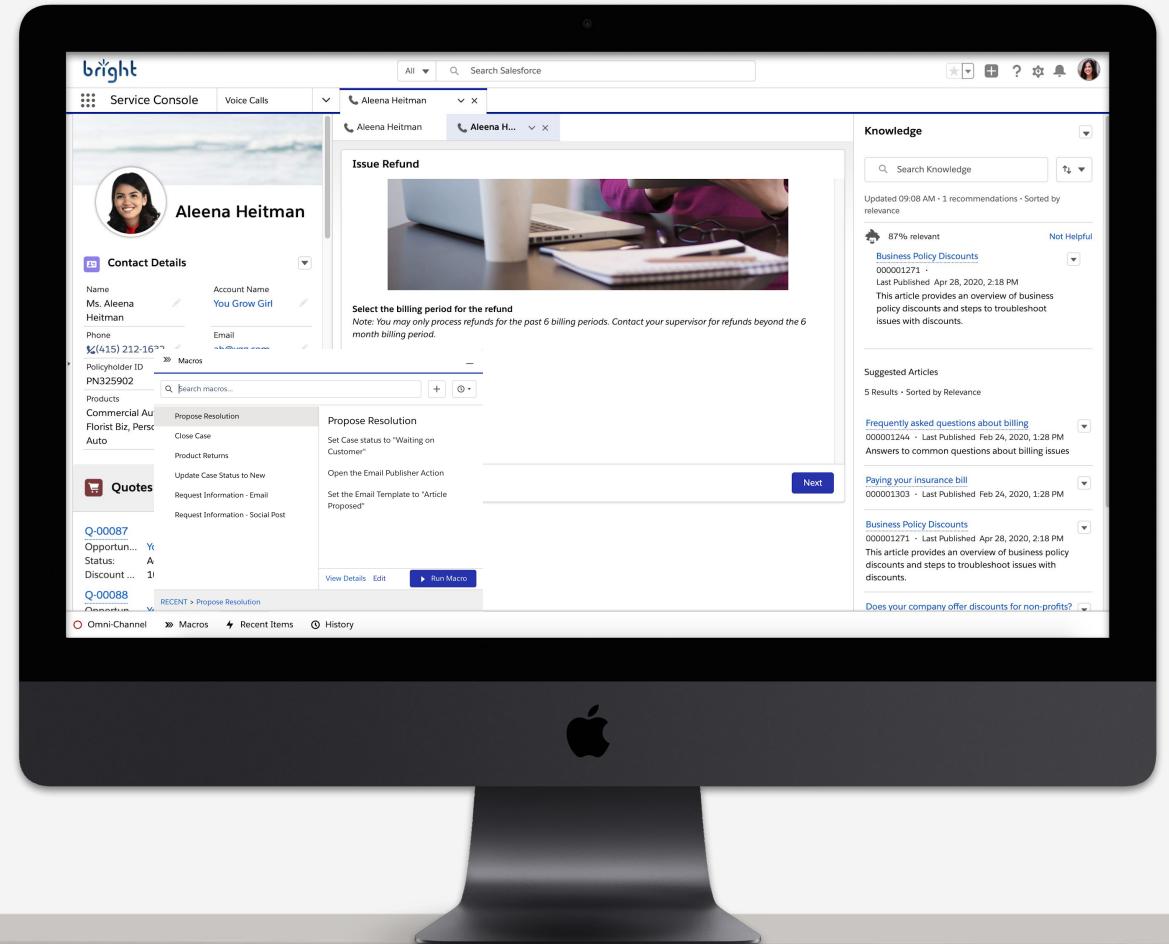 bright
All
Search Salesforce
Service Console
Voice Calls
Aleena Heitman
Aleena Heitman
Aleena H...
Aleena Heitman
Contact Details
Name
Account Name
Ms. Aleena
Heitman
You Grow Girl
Phone
Email
(415) 212-1632
Policyholder ID
PN325902
Products
Commercial Au
Florist Biz, Perso
Auto
Quotes
Q-00087
Opportun...
Status:
Discount ...
Q-00088
Issue Refund
Select the billing period for the refund
Note: You may only process refunds for the past 6 billing periods. Contact your supervisor for refunds beyond the 6
month billing period.
Next
Macros
Search macros...
Propose Resolution
Close Case
Product Returns
Update Case Status to New
Request Information - Email
Request Information - Social Post
Propose Resolution
Set Case status to "Waiting on
Customer"
Open the Email Publisher Action
Set the Email Template to "Article
Proposed"
View Details
Edit
Run Macro
RECENT > Propose Resolution
Knowledge
Search Knowledge
Updated 09:08 AM • 1 recommendations • Sorted by
relevance
87% relevant
Not Helpful
Business Policy Discounts
000001271 •
Last Published Apr 28, 2020, 2:18 PM
This article provides an overview of business
policy discounts and steps to troubleshoot
issues with discounts.
Suggested Articles
5 Results • Sorted by Relevance
Frequently asked questions about billing
000001244 • Last Published Feb 24, 2020, 1:28 PM
Answers to common questions about billing issues
Paying your insurance bill
000001303 • Last Published Feb 24, 2020, 1:28 PM
Business Policy Discounts
000001271 • Last Published Apr 28, 2020, 2:18 PM
This article provides an overview of business policy
discounts and steps to troubleshoot issues with
discounts.
Does your company offer discounts for non-profits?
Omni-Channel
Macros
Recent Items
History